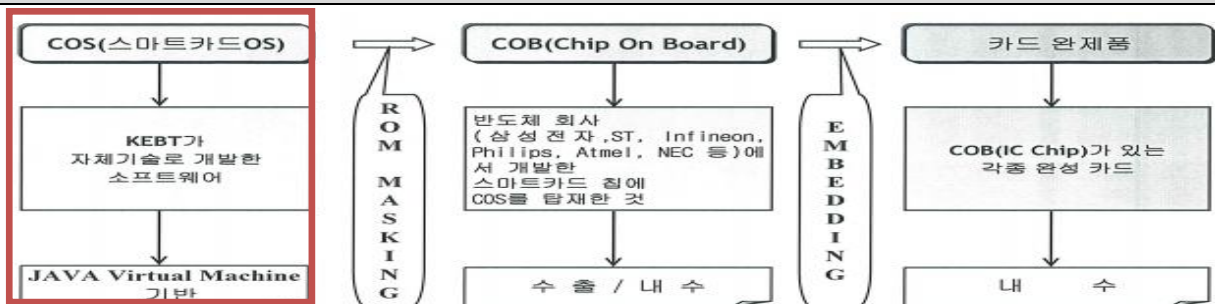 COS(스마트카드OS)
KEBT가
자체기술로 개발한
소프트웨어
JAVA Virtual Machine
기반
ROM MASKING
COB(Chip On Board)
반도체 회사
(삼성전자,ST, Infineon,
Philips, Atmel, NEC 등)에
서 개발한
스마트카드 칩에
COS를 탑재한 것
수 출 / 내 수
EMBEDDING
카드 완제품
COB(IC Chip)가 있는
각종 완성 카드
내 수